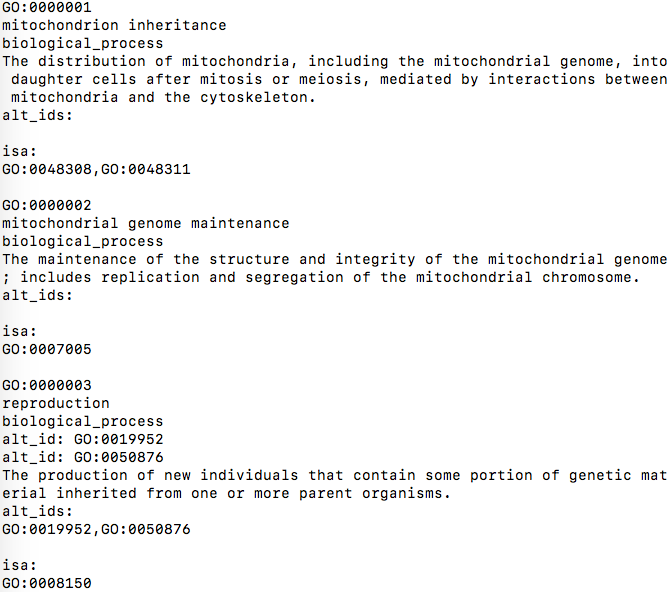 GO:0000001
mitochondrion inheritance
biological_process
The distribution of mitochondria, including the mitochondrial genome, into
 daughter cells after mitosis or meiosis, mediated by interactions between
 mitochondria and the cytoskeleton.
alt_ids:

isa:
GO:0048308,GO:0048311

GO:0000002
mitochondrial genome maintenance
biological_process
The maintenance of the structure and integrity of the mitochondrial genome
; includes replication and segregation of the mitochondrial chromosome.
alt_ids:

isa:
GO:0007005

GO:0000003
reproduction
biological_process
alt_id: GO:0019952
alt_id: GO:0050876
The production of new individuals that contain some portion of genetic mat
erial inherited from one or more parent organisms.
alt_ids:
GO:0019952,GO:0050876

isa:
GO:0008150